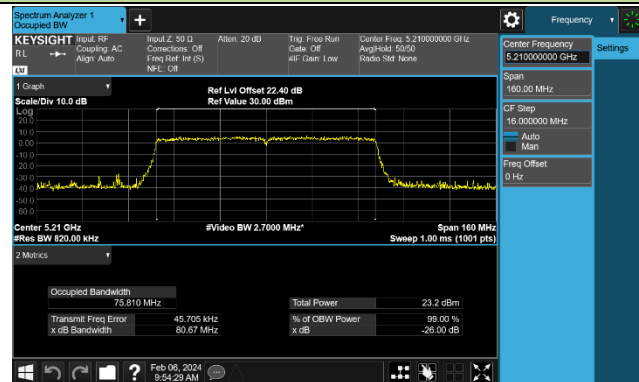 Spectrum Analyzer 1
Occupied BW
+
Frequency
KEYSIGHT
RL
LXI
Input: RF
Coupling: AC
Align: Auto
Input Z: 50 Ω
Corrections: Off
Freq Ref: Int (S)
NFE: Off
Atten: 20 dB
Trig: Free Run
Gate: Off
#IF Gain: Low
Center Freq: 5.210000000 GHz
Avg|Hold: 50/50
Radio Std: None
Center Frequency
5.210000000 GHz
Settings
Span
160.00 MHz
CF Step
16.000000 MHz
Auto
Man
Freq Offset
0 Hz
1 Graph
Scale/Div 10.0 dB
Ref Lvl Offset 22.40 dB
Ref Value 30.00 dBm
Log
20.0
10.0
0.00
-10.0
-20.0
-30.0
-40.0
-50.0
-60.0
Center 5.21 GHz
#Res BW 820.00 kHz
#Video BW 2.7000 MHz*
Span 160 MHz
Sweep 1.00 ms (1001 pts)
2 Metrics
Occupied Bandwidth
75.810 MHz
Total Power 23.2 dBm
Transmit Freq Error 45.705 kHz
% of OBW Power 99.00 %
x dB Bandwidth 80.67 MHz
x dB -26.00 dB
?
Feb 06, 2024
9:54:29 AM